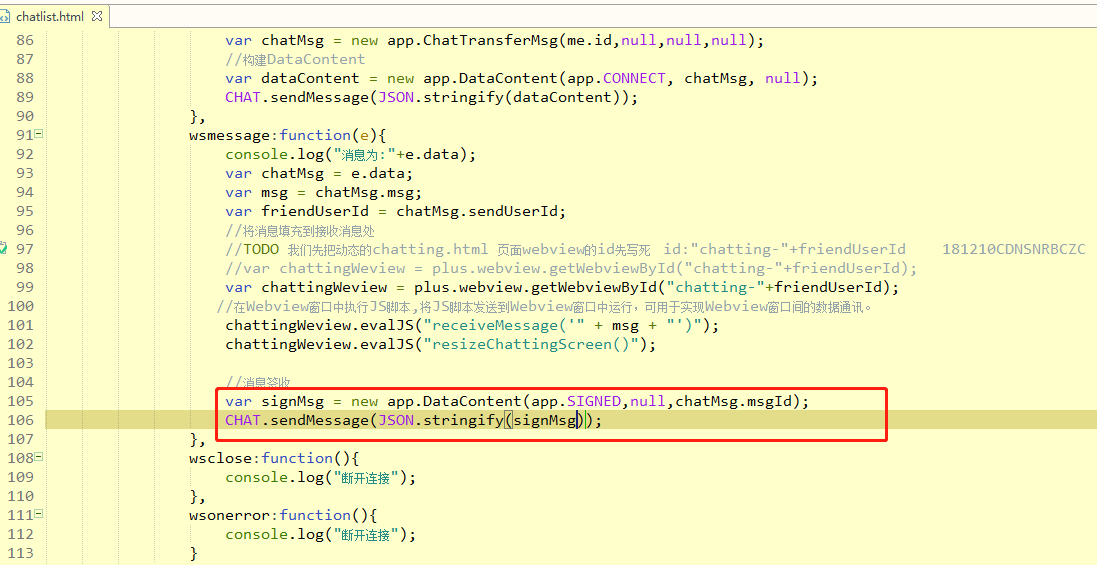 chatlist.html
86 var chatMsg = new app.ChatTransferMsg(me.id,null,null,null);
87 //构建DataContent
88 var dataContent = new app.DataContent(app.CONNECT, chatMsg, null);
89 CHAT.sendMessage(JSON.stringify(dataContent));
90 },
91 wsmessage:function(e){
92 console.log("消息为:"+e.data);
93 var chatMsg = e.data;
94 var msg = chatMsg.msg;
95 var friendUserId = chatMsg.sendUserId;
96 //将消息填充到接收消息处
97 //TODO 我们先把动态的chatting.html 页面webview的id先写死 id:"chatting-"+friendUserId 181210CDNSNRBCZC
98 //var chattingWeview = plus.webview.getWebviewById("chatting-"+friendUserId);
99 var chattingWeview = plus.webview.getWebviewById("chatting-"+friendUserId);
100 //在Webview窗口中执行JS脚本,将JS脚本发送到Webview窗口中运行，可用于实现Webview窗口间的数据通讯。
101 chattingWeview.evalJS("receiveMessage('" + msg + "')");
102 chattingWeview.evalJS("resizeChattingScreen()");
103
104 //消息签收
105 var signMsg = new app.DataContent(app.SIGNED,null,chatMsg.msgId);
106 CHAT.sendMessage(JSON.stringify(signMsg));
107 },
108 wsclose:function(){
109 console.log("断开连接");
110 },
111 wsonerror:function(){
112 console.log("断开连接");
113 }